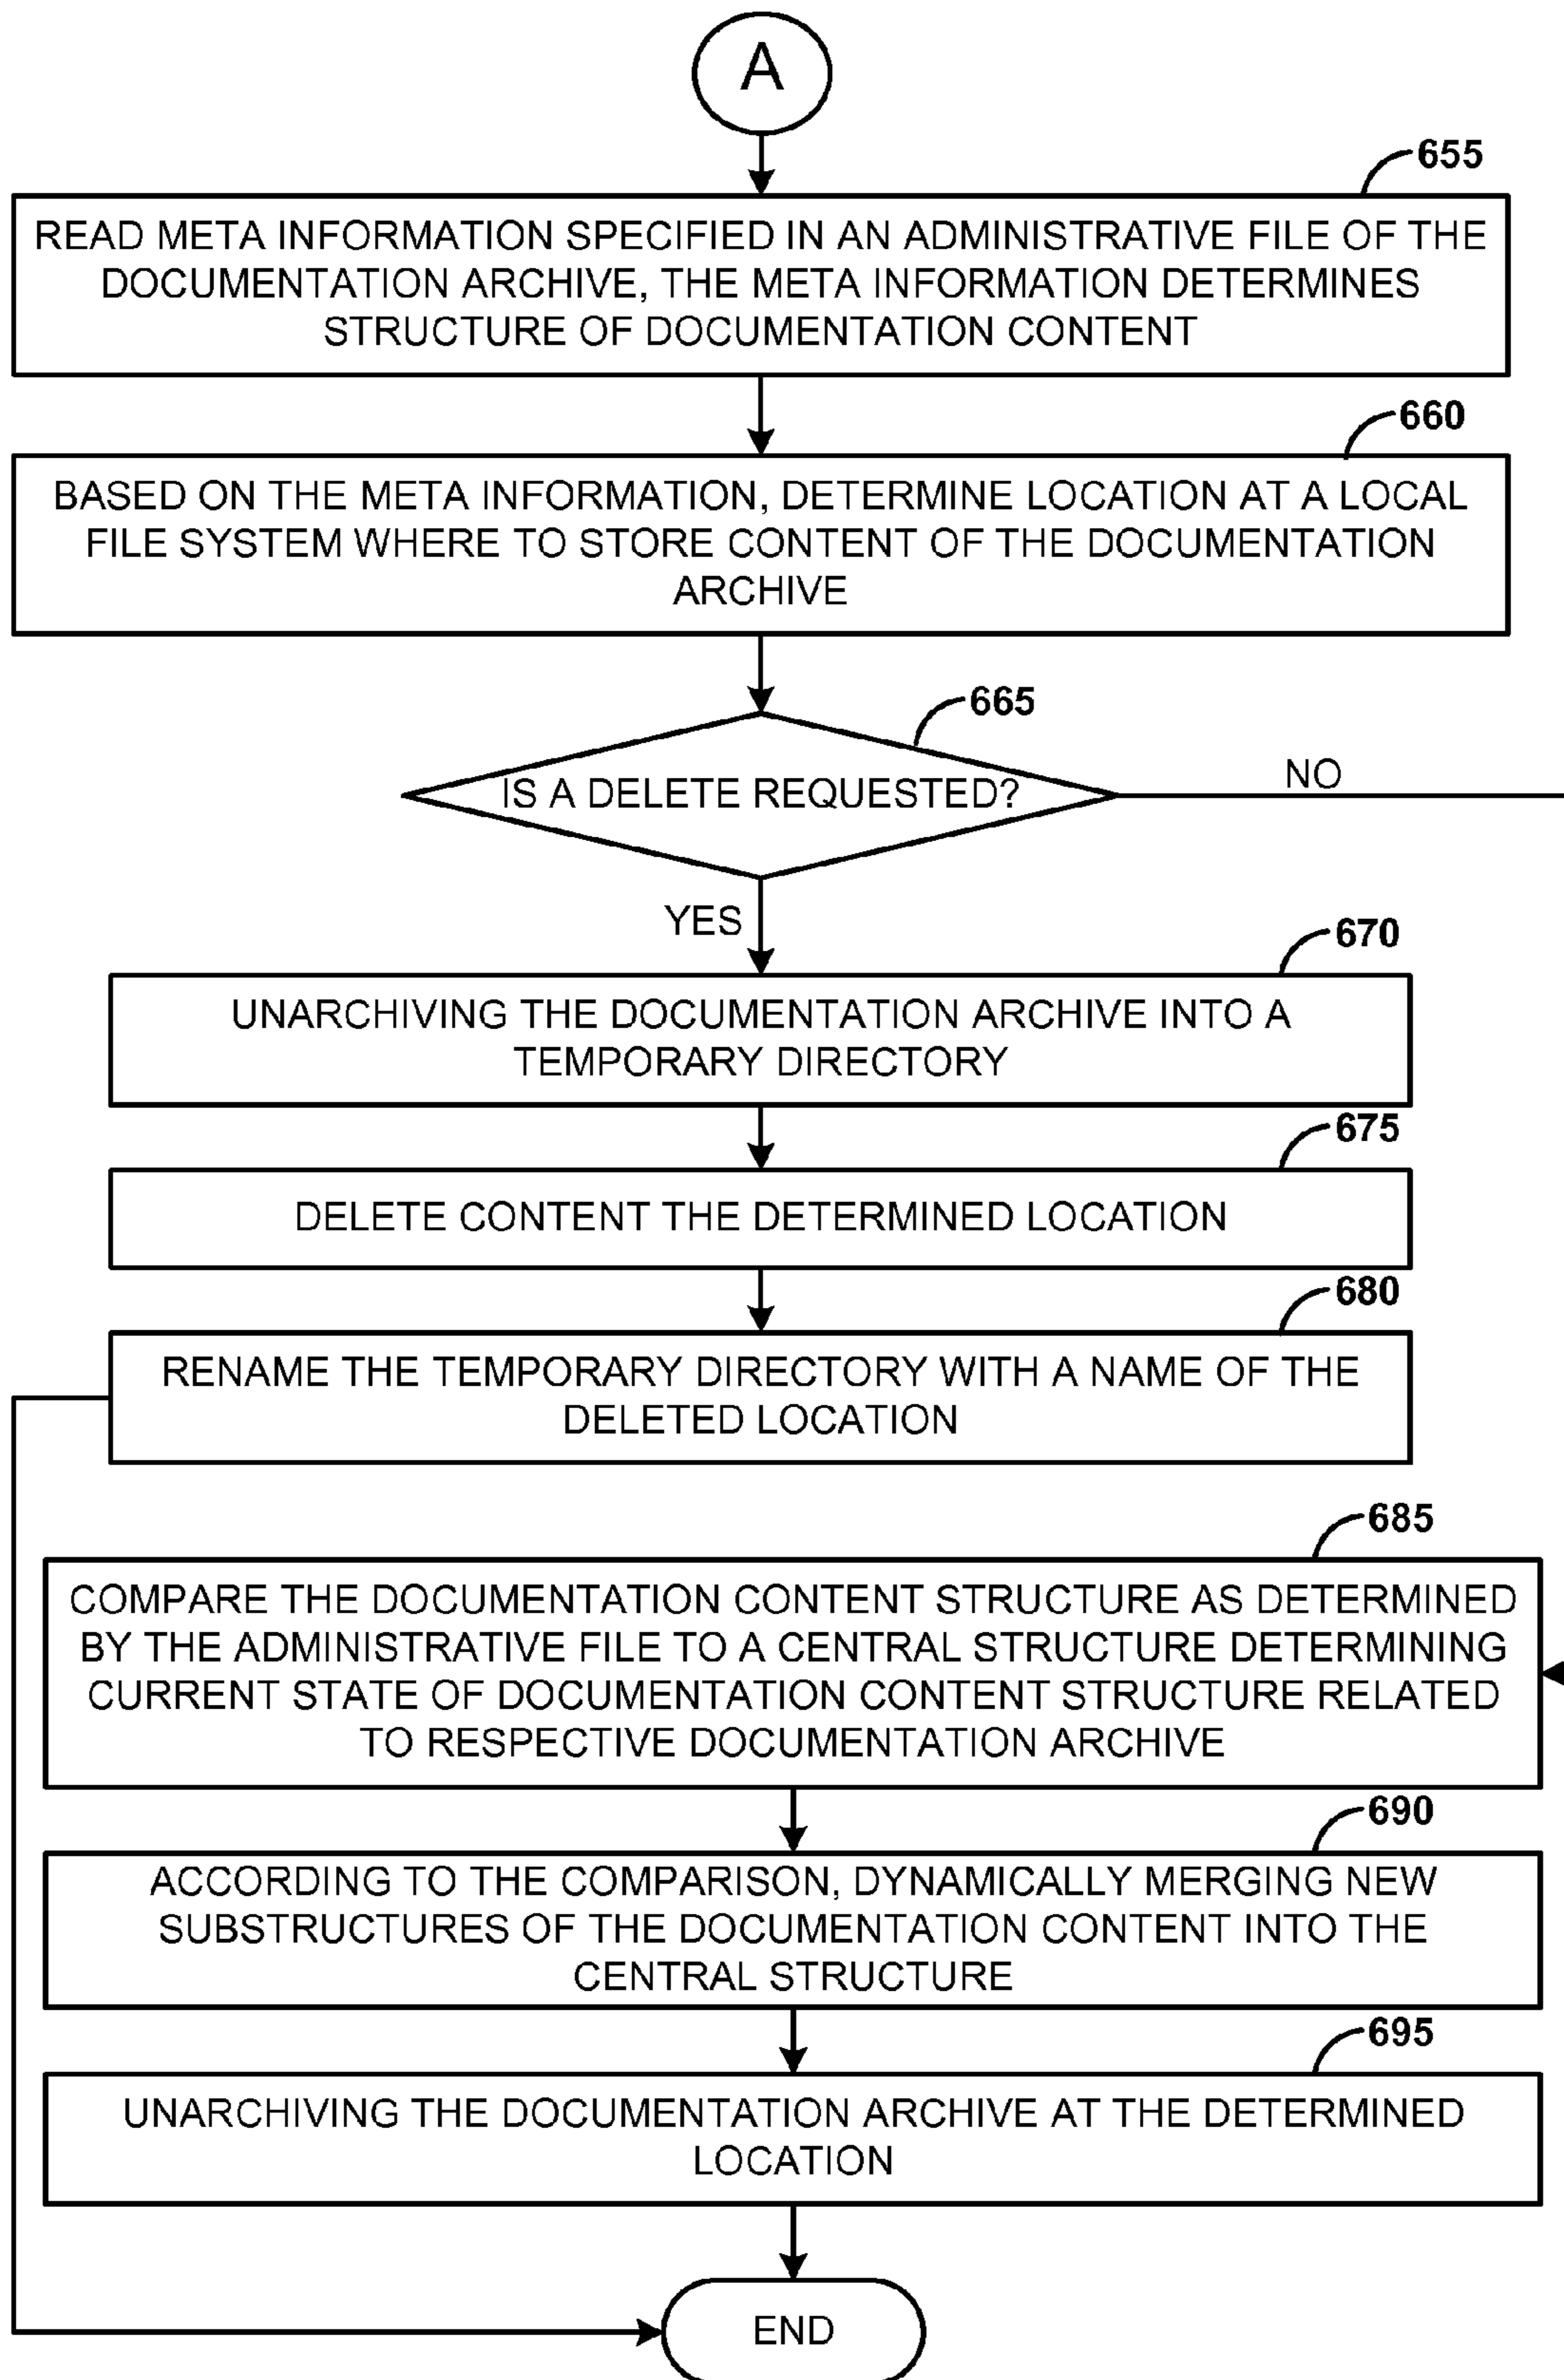 A
655
READ META INFORMATION SPECIFIED IN AN ADMINISTRATIVE FILE OF THE
DOCUMENTATION ARCHIVE, THE META INFORMATION DETERMINES
STRUCTURE OF DOCUMENTATION CONTENT
660
BASED ON THE META INFORMATION, DETERMINE LOCATION AT A LOCAL
FILE SYSTEM WHERE TO STORE CONTENT OF THE DOCUMENTATION
ARCHIVE
665
IS A DELETE REQUESTED?
NO
YES
670
UNARCHIVING THE DOCUMENTATION ARCHIVE INTO A
TEMPORARY DIRECTORY
675
DELETE CONTENT THE DETERMINED LOCATION
680
RENAME THE TEMPORARY DIRECTORY WITH A NAME OF THE
DELETED LOCATION
685
COMPARE THE DOCUMENTATION CONTENT STRUCTURE AS DETERMINED
BY THE ADMINISTRATIVE FILE TO A CENTRAL STRUCTURE DETERMINING
CURRENT STATE OF DOCUMENTATION CONTENT STRUCTURE RELATED
TO RESPECTIVE DOCUMENTATION ARCHIVE
690
ACCORDING TO THE COMPARISON, DYNAMICALLY MERGING NEW
SUBSTRUCTURES OF THE DOCUMENTATION CONTENT INTO THE
CENTRAL STRUCTURE
695
UNARCHIVING THE DOCUMENTATION ARCHIVE AT THE DETERMINED
LOCATION
END